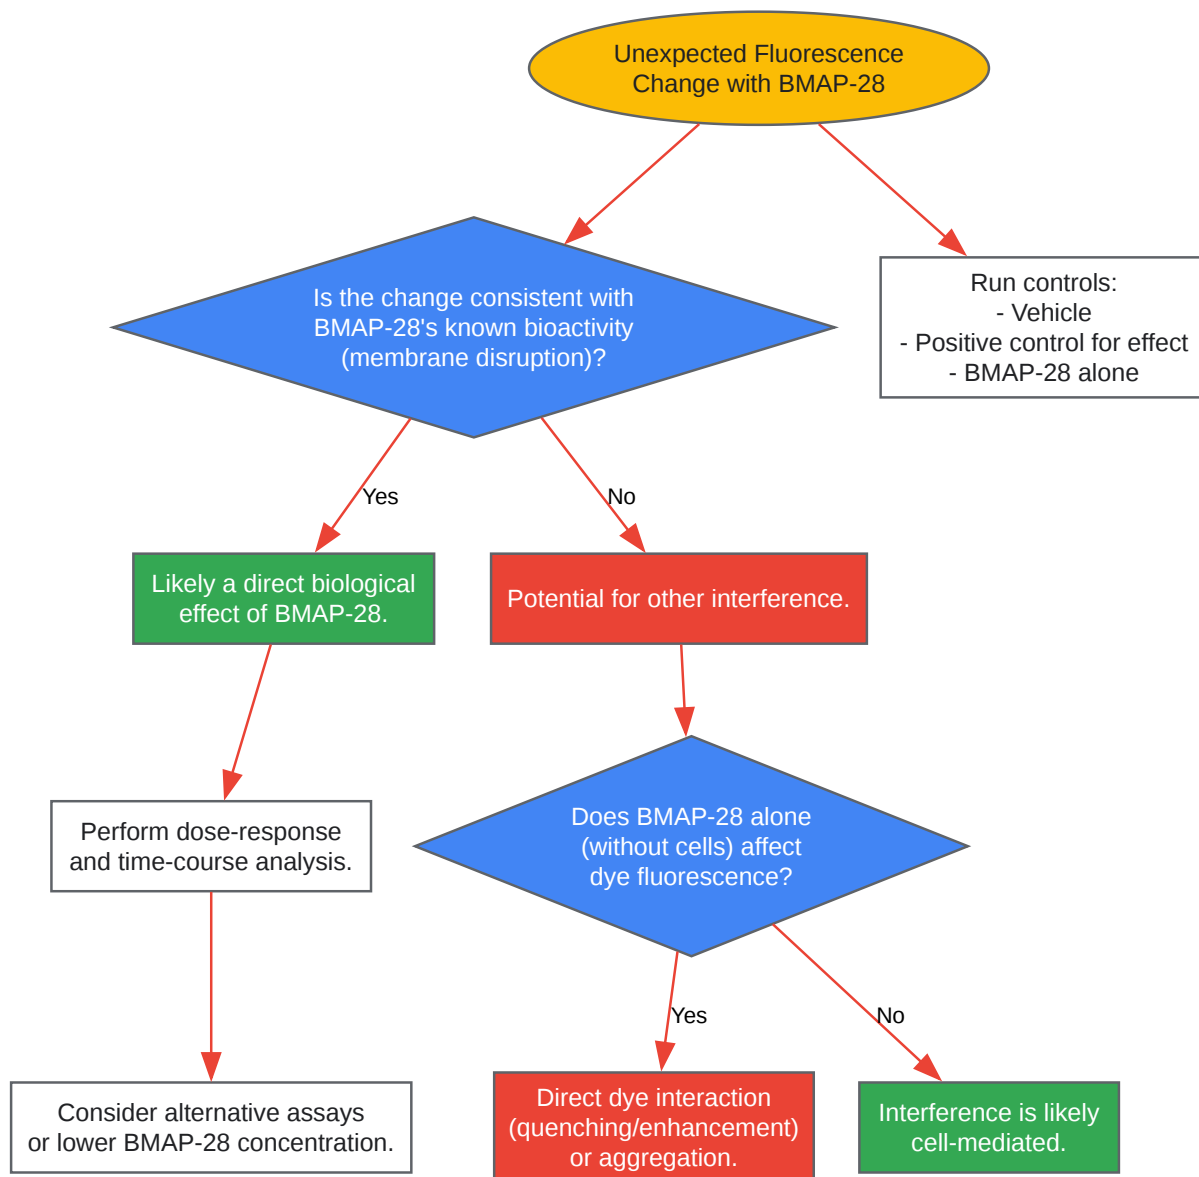 Unexpected Fluorescence
Change with BMAP-28
Is the change consistent with
BMAP-28's known bioactivity
(membrane disruption)?
Run controls:
- Vehicle
- Positive control for effect
- BMAP-28 alone
Yes
No
Likely a direct biological
effect of BMAP-28.
Potential for other interference.
Perform dose-response
and time-course analysis.
Does BMAP-28 alone
(without cells) affect
dye fluorescence?
Yes
No
Consider alternative assays
or lower BMAP-28 concentration.
Direct dye interaction
(quenching/enhancement)
or aggregation.
Interference is likely
cell-mediated.